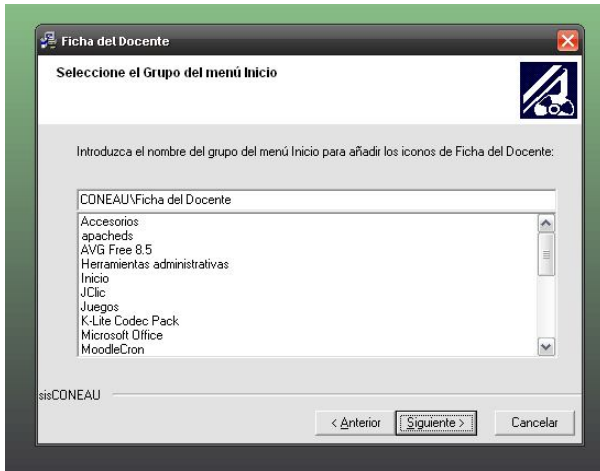 Ficha del Docente
Seleccione el Grupo del menú Inicio
Introduzca el nombre del grupo del menú Inicio para añadir los iconos de Ficha del Docente:
CONEAU\Ficha del Docente
Accesorios
apacheds
AVG Free 8.5
Herramientas administrativas
Inicio
JClic
Juegos
K-Lite Codec Pack
Microsoft Office
MoodleCron
sisCONEAU
< Anterior Siguiente > Cancelar